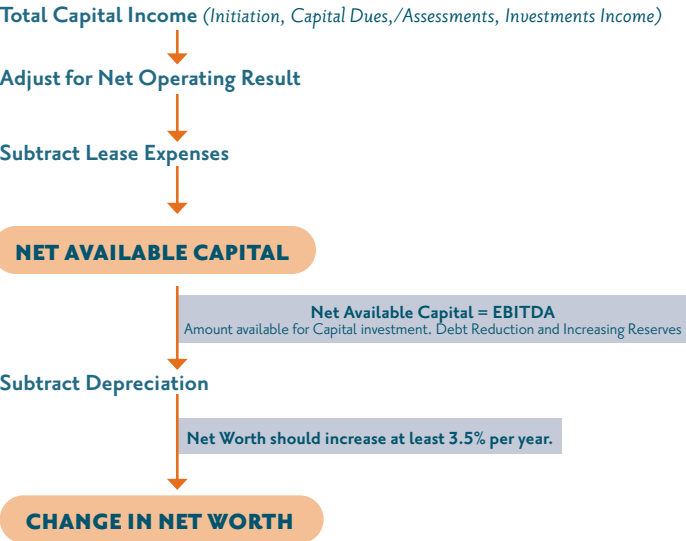 Total Capital Income (Initiation, Capital Dues,/Assessments, Investments Income)
Adjust for Net Operating Result
Subtract Lease Expenses
NET AVAILABLE CAPITAL
Net Available Capital = EBITDA
Amount available for Capital investment. Debt Reduction and Increasing Reserves
Subtract Depreciation
Net Worth should increase at least 3.5% per year.
CHANGE IN NET WORTH